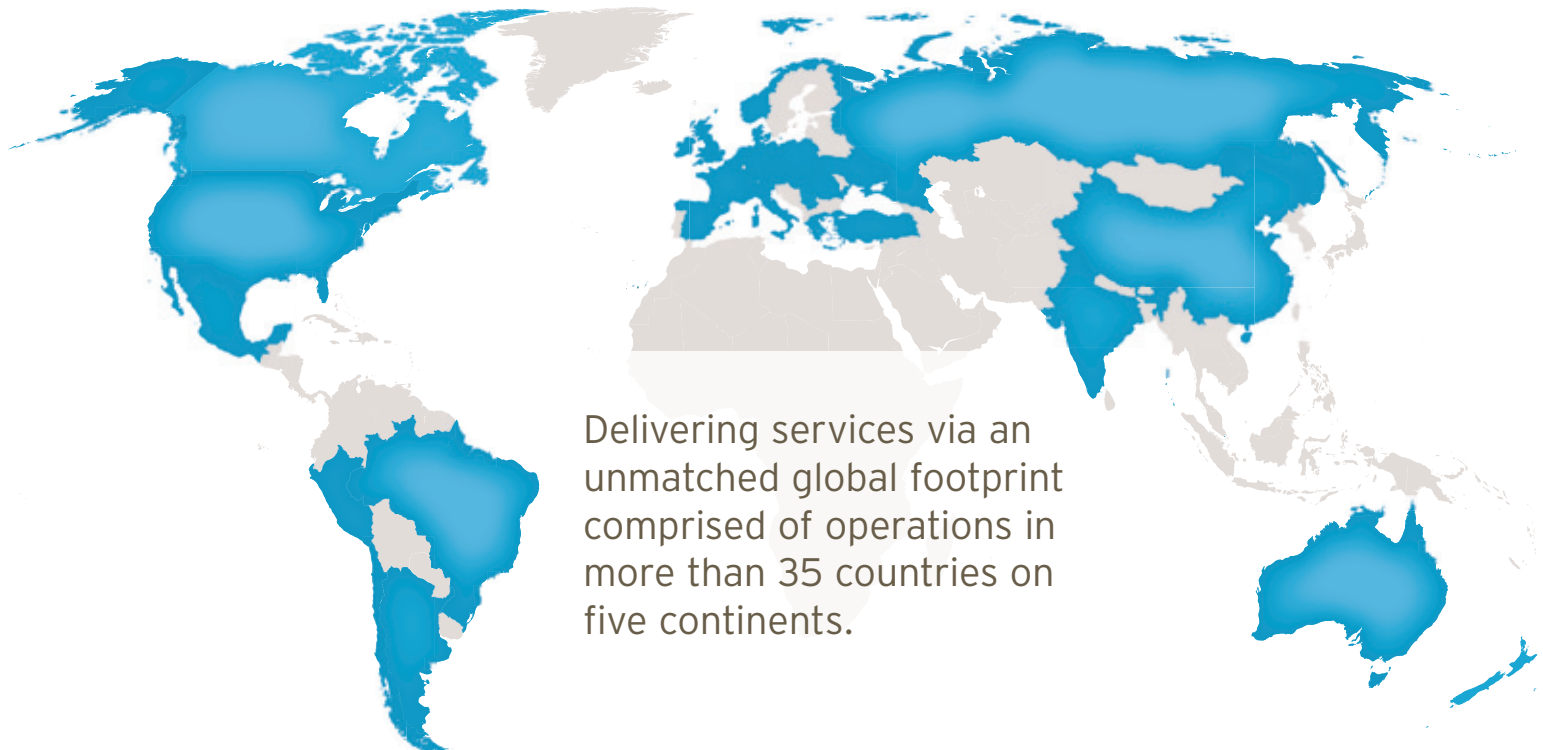 Delivering services via an
unmatched global footprint
comprised of operations in
more than 35 countries on
five continents.